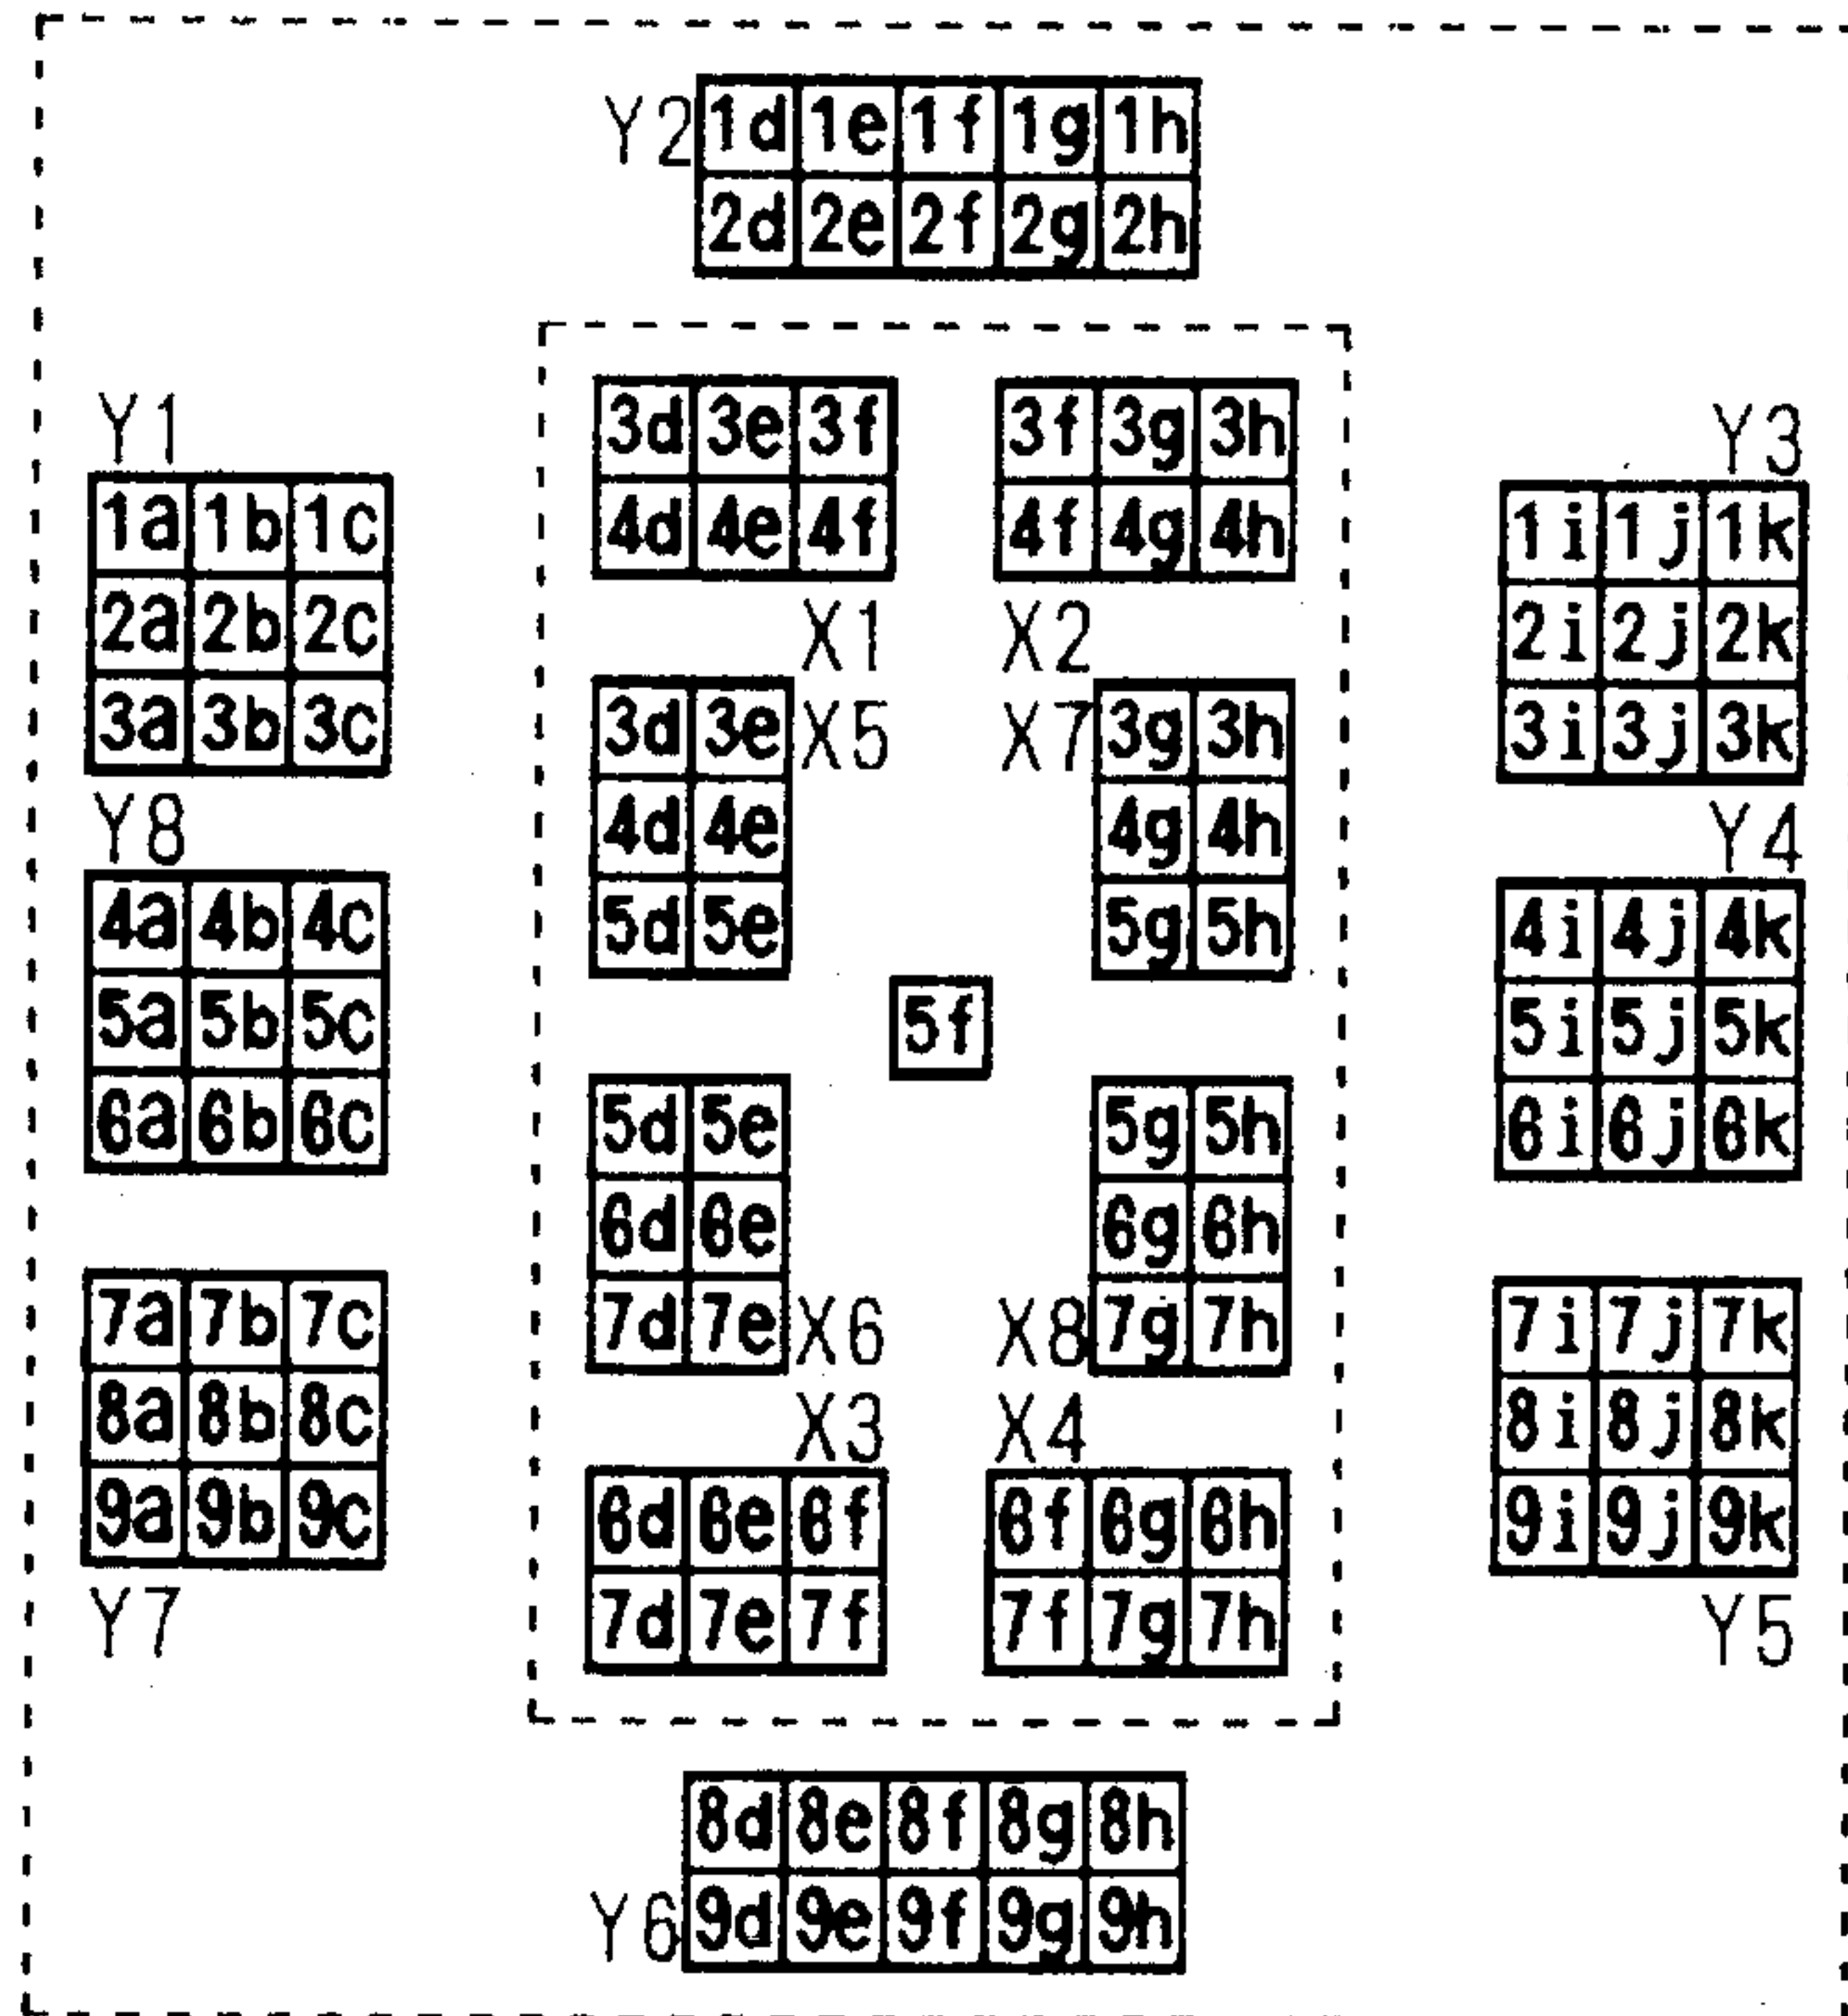 Y2 1d 1e 1f 1g 1h
2d 2e 2f 2g 2h
Y1
1a 1b 1c
2a 2b 2c
3a 3b 3c
Y8
4a 4b 4c
5a 5b 5c
6a 6b 6c
7a 7b 7c
8a 8b 8c
9a 9b 9c
Y7
3d 3e 3f
4d 4e 4f
X1
3f 3g 3h
4f 4g 4h
X2
3d 3e X5
4d 4e
5d 5e
X7 3g 3h
4g 4h
5g 5h
5f
5d 5e
6d 6e
7d 7e X6
5g 5h
6g 6h
X8 7g 7h
X3
6d 6e 6f
7d 7e 7f
X4
6f 6g 6h
7f 7g 7h
Y3
1i 1j 1k
2i 2j 2k
3i 3j 3k
Y4
4i 4j 4k
5i 5j 5k
6i 6j 6k
7i 7j 7k
8i 8j 8k
9i 9j 9k
Y5
8d 8e 8f 8g 8h
Y6 9d 9e 9f 9g 9h